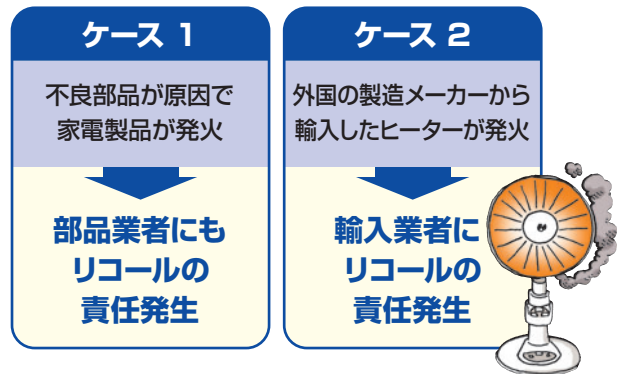 ケース 1
不良部品が原因で
家電製品が発火
部品業者にも
リコールの
責任発生
ケース 2
外国の製造メーカーから
輸入したヒーターが発火
輸入業者に
リコールの
責任発生